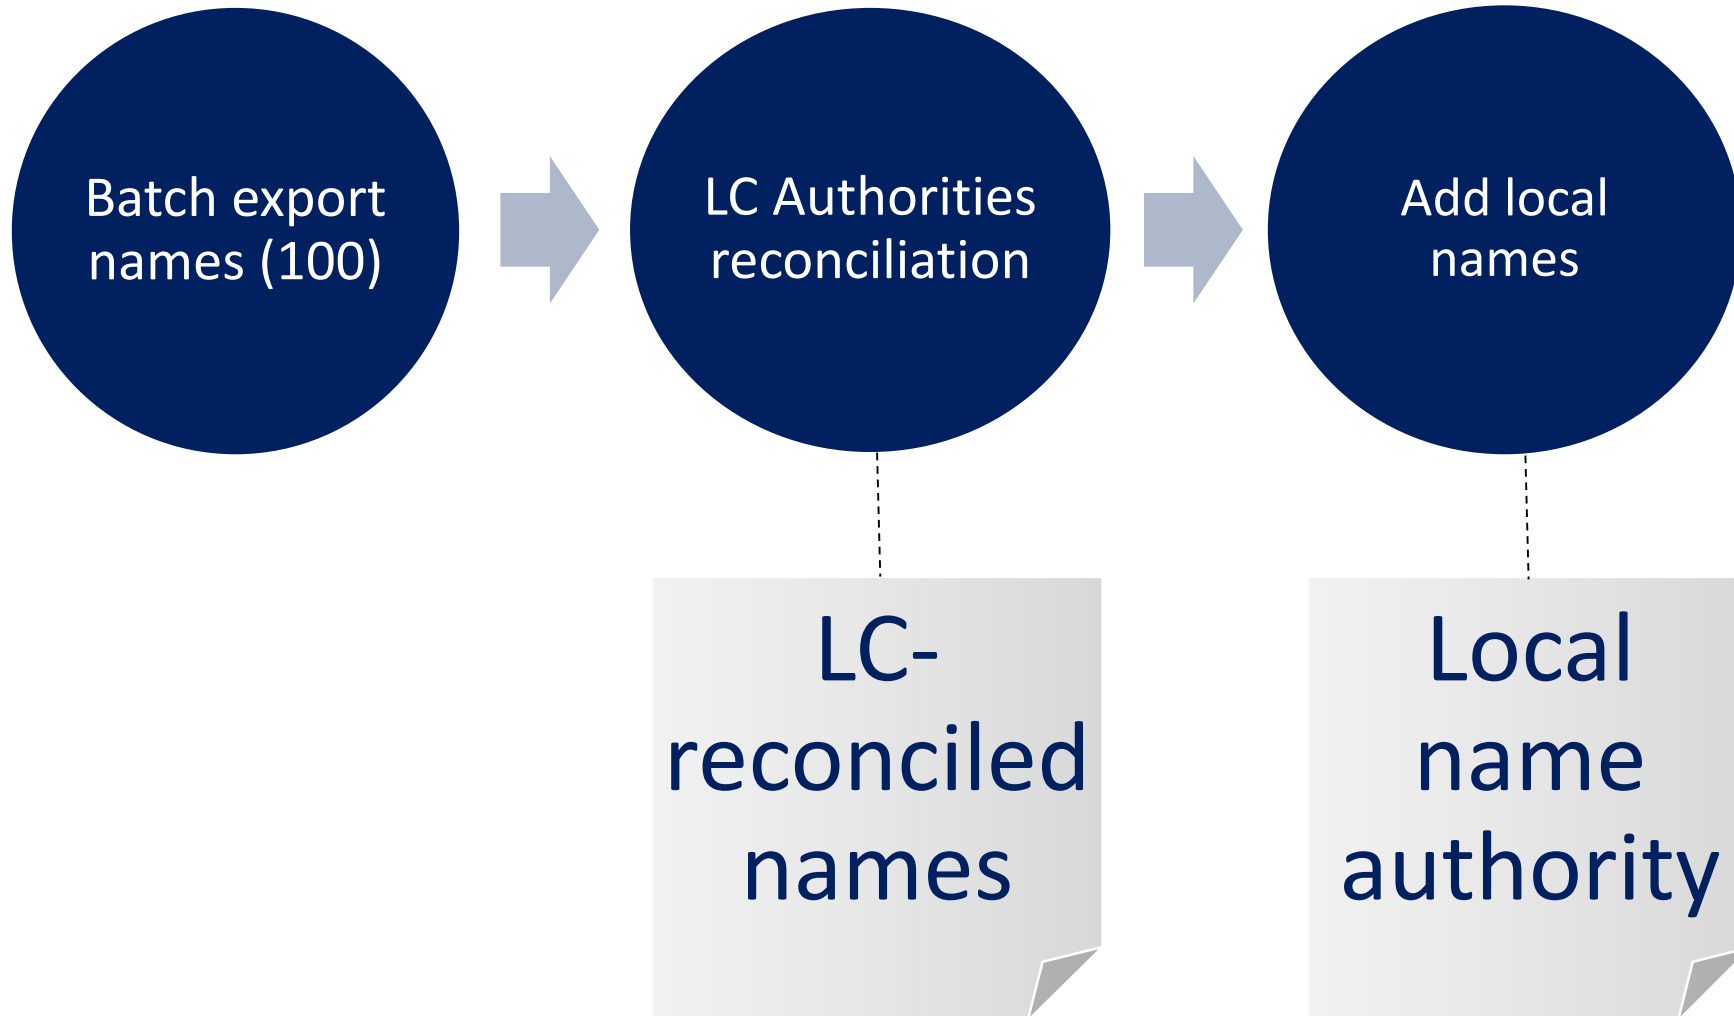 Batch export
names (100)
LC Authorities
reconciliation
Add local
names
LC-
reconciled
names
Local
name
authority